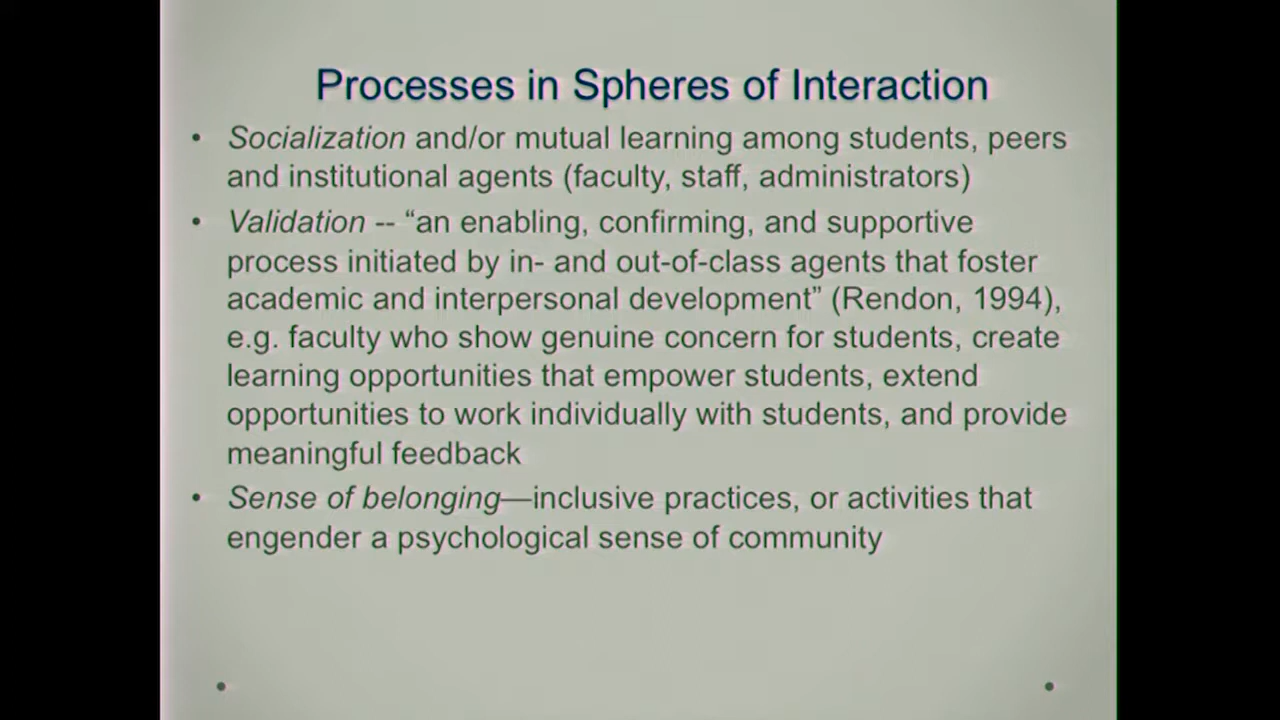 Processes in Spheres of Interaction
• Socialization and/or mutual learning among students, peers
and institutional agents (faculty, staff, administrators)
• Validation -- “an enabling, confirming, and supportive
process initiated by in- and out-of-class agents that foster
academic and interpersonal development” (Rendon, 1994),
e.g. faculty who show genuine concern for students, create
learning opportunities that empower students, extend
opportunities to work individually with students, and provide
meaningful feedback
• Sense of belonging—inclusive practices, or activities that
engender a psychological sense of community